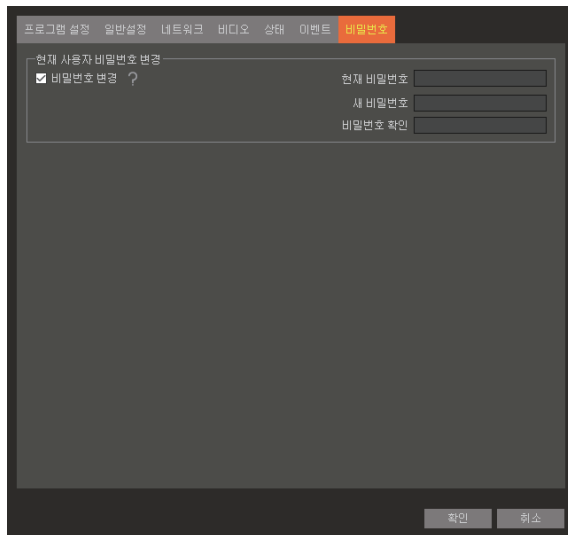 프로그램 설정 일반설정 네트워크 비디오 상태 이벤트 비밀번호
현재 사용자 비밀번호 변경
비밀번호 변경 ? 현재 비밀번호
새 비밀번호
비밀번호 확인
확인 취소